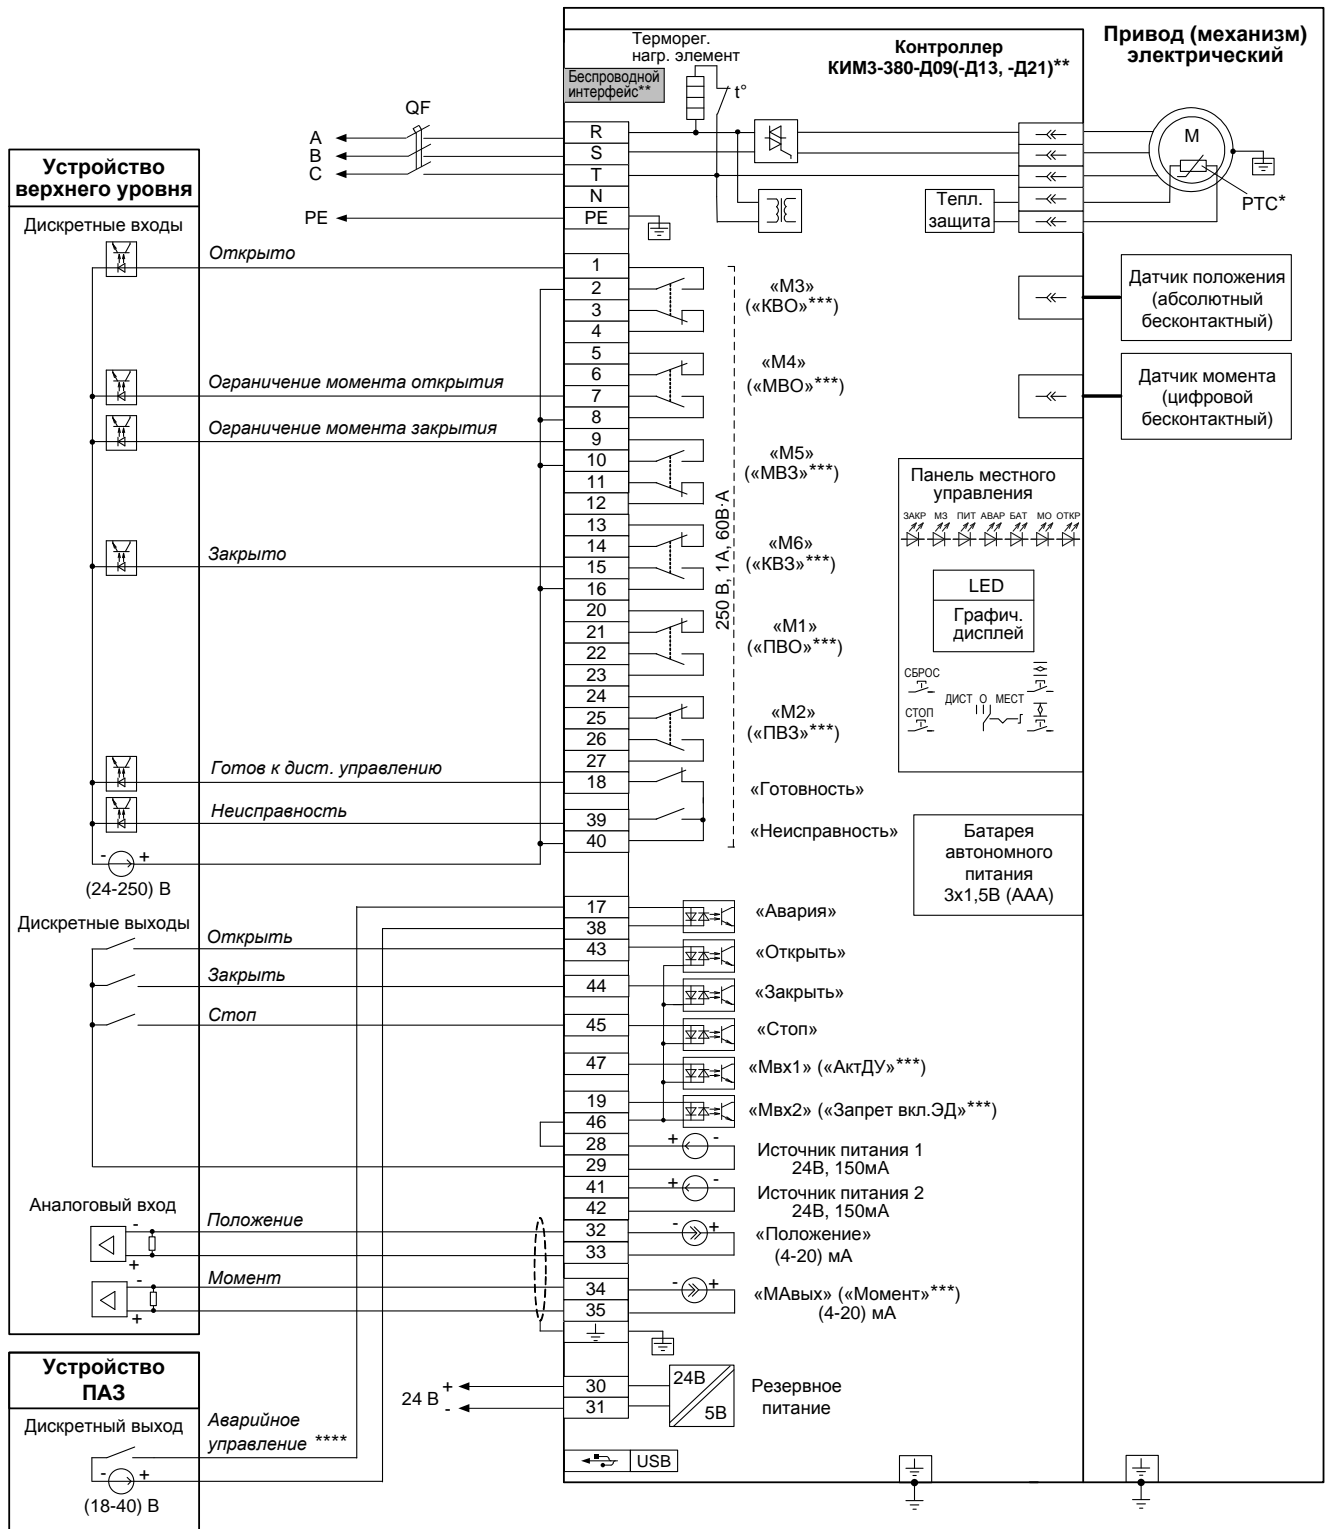 Привод (механизм)
электрический
Контроллер
КИМ3-380-Д09(-Д13, -Д21)**
Терморег.
нагр. элемент
t°
Беспроводной
интерфейс**
QF
A
B
C
PE
R
S
T
N
PE
M
PTC*
Тепл.
защита
Устройство
верхнего уровня
Дискретные входы
Открыто
Ограничение момента открытия
Ограничение момента закрытия
Закрыто
Готов к дист. управлению
Неисправность
- +
(24-250) В
1
2
3
4
5
6
7
8
9
10
11
12
13
14
15
16
20
21
22
23
24
25
26
27
18
39
40
«М3»
(«КВО»***)
«М4»
(«МВО»***)
«М5»
(«МВЗ»***)
«М6»
(«КВЗ»***)
«М1»
(«ПВО»***)
«М2»
(«ПВЗ»***)
«Готовность»
«Неисправность»
250 В, 1А, 60В·А
Датчик положения
(абсолютный
бесконтактный)
Датчик момента
(цифровой
бесконтактный)
Панель местного
управления
ЗАКР МЗ ПИТ АВАР БАТ МО ОТКР
LED
Графич.
дисплей
СБРОС
СТОП
ДИСТ О МЕСТ
Батарея
автономного
питания
3х1,5В (ААА)
Дискретные выходы
Открыть
Закрыть
Стоп
17
38
43
44
45
47
19
46
28
29
41
42
32
33
34
35
«Авария»
«Открыть»
«Закрыть»
«Стоп»
«Мвх1» («АктДУ»***)
«Мвх2» («Запрет вкл.ЭД»***)
+ -
Источник питания 1
24В, 150мА
+ -
Источник питания 2
24В, 150мА
- +
«Положение»
(4-20) мА
- +
«МАвых» («Момент»***)
(4-20) мА
Аналоговый вход
Положение
-
+
Момент
-
+
Устройство
ПАЗ
Дискретный выход
Аварийное
управление ****
- +
(18-40) В
24 В
+
-
30
31
24В
5В
Резервное
питание
USB